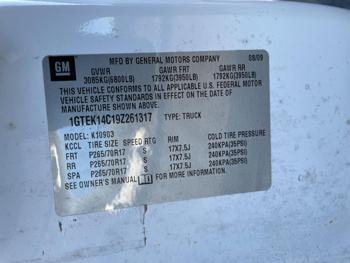 GM
MFD BY GENERAL MOTORS COMPANY 08/09
GVWR GAWR FRT GAWR RR
3085KG(6800LB) 1792KG(3950LB) 1792KG(3950LB)
THIS VEHICLE CONFORMS TO ALL APPLICABLE U.S. FEDERAL MOTOR
VEHICLE SAFETY STANDARDS IN EFFECT ON THE DATE OF
MANUFACTURE SHOWN ABOVE.
1GTEK14C19Z261317 TYPE: TRUCK
MODEL: K10903
KCCL TIRE SIZE SPEED RTG RIM COLD TIRE PRESSURE
FRT P265/70R17 S 17X7.5J 240KPA(35PSI)
RR P265/70R17 S 17X7.5J 240KPA(35PSI)
SPA P265/70R17 S 17X7.5J 240KPA(35PSI)
SEE OWNER'S MANUAL FOR MORE INFORMATION.